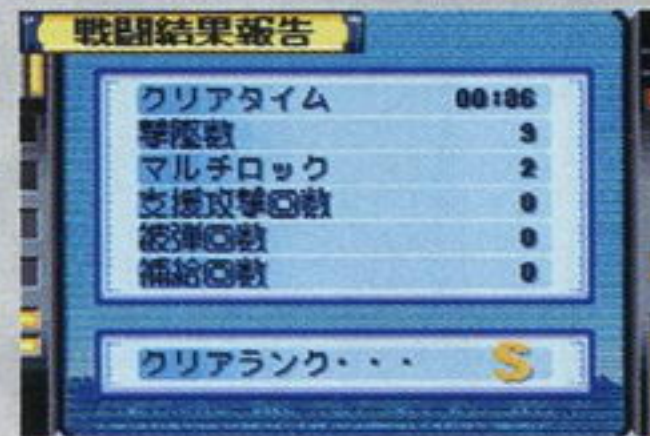 戦闘結果報告
クリアタイム 00:36
撃墜数 3
マルチロック 2
支援攻撃回数 0
被弾回数 0
補給回数 0
クリアランク・・・ S